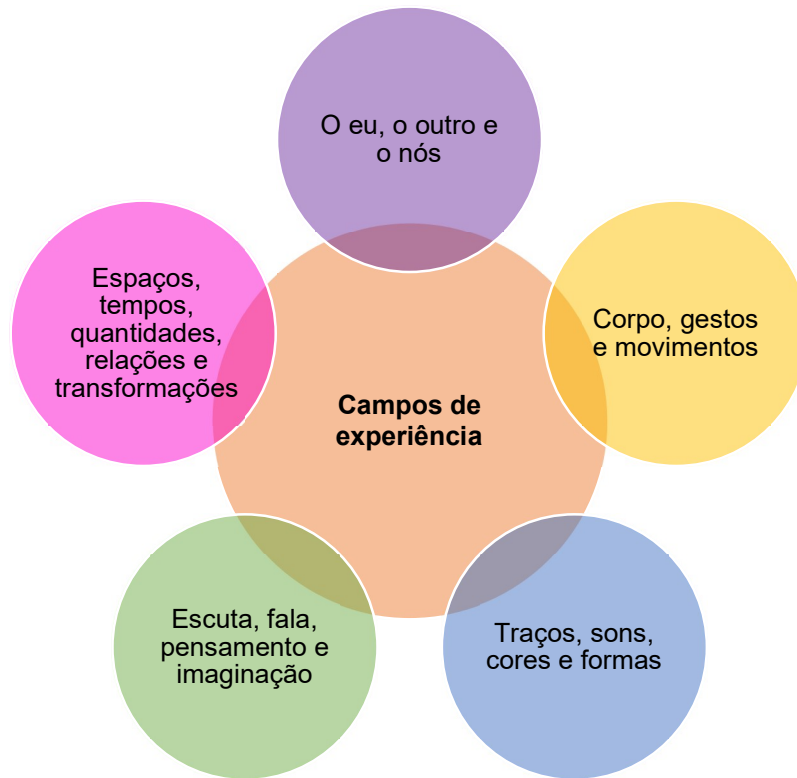 O eu, o outro e
o nós
Corpo, gestos
e movimentos
Traços, sons,
cores e formas
Escuta, fala,
pensamento e
imaginação
Espaços,
tempos,
quantidades,
relações e
transformações
Campos de
experiência